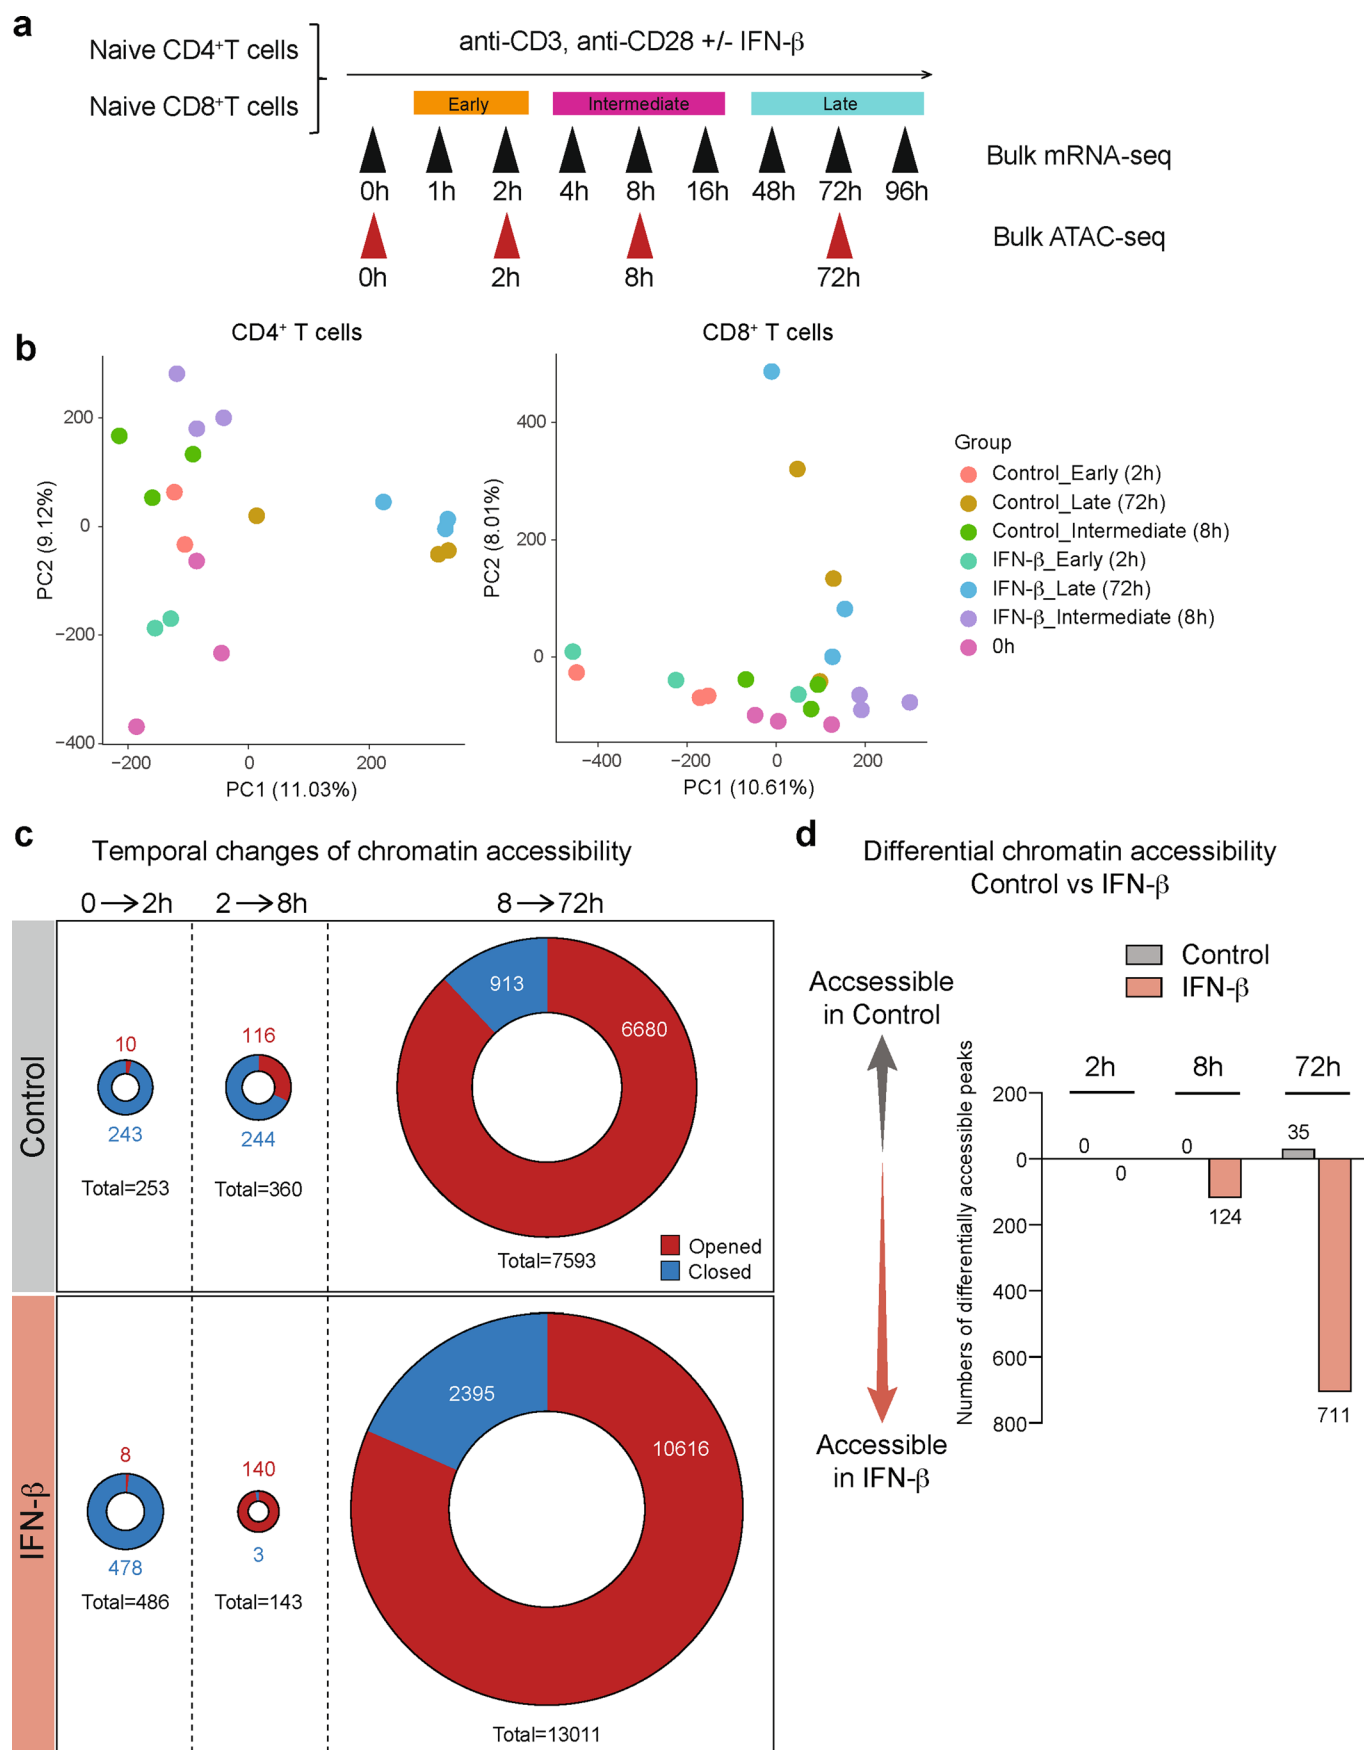 a
Naive CD4⁺T cells
Naive CD8⁺T cells
anti-CD3, anti-CD28 +/- IFN-β
Early
Intermediate
Late
0h 1h 2h 4h 8h 16h 48h 72h 96h
Bulk mRNA-seq
0h 2h 8h 72h
Bulk ATAC-seq
b
CD4⁺ T cells
PC2 (9.12%)
200
0
−200
−400
−200 0 200
PC1 (11.03%)
CD8⁺ T cells
PC2 (8.01%)
400
200
0
−400 −200 0 200
PC1 (10.61%)
Group
Control_Early (2h)
Control_Late (72h)
Control_Intermediate (8h)
IFN-β_Early (2h)
IFN-β_Late (72h)
IFN-β_Intermediate (8h)
0h
c
Temporal changes of chromatin accessibility
0→2h 2→8h 8→72h
Control
10
243
Total=253
116
244
Total=360
913
6680
Total=7593
Opened
Closed
IFN-β
8
478
Total=486
140
3
Total=143
2395
10616
Total=13011
d
Differential chromatin accessibility
Control vs IFN-β
Control
IFN-β
Accsessible
in Control
Accessible
in IFN-β
Numbers of differentially accessible peaks
2h 8h 72h
200
0
200
400
600
800
0
0
0
124
35
711